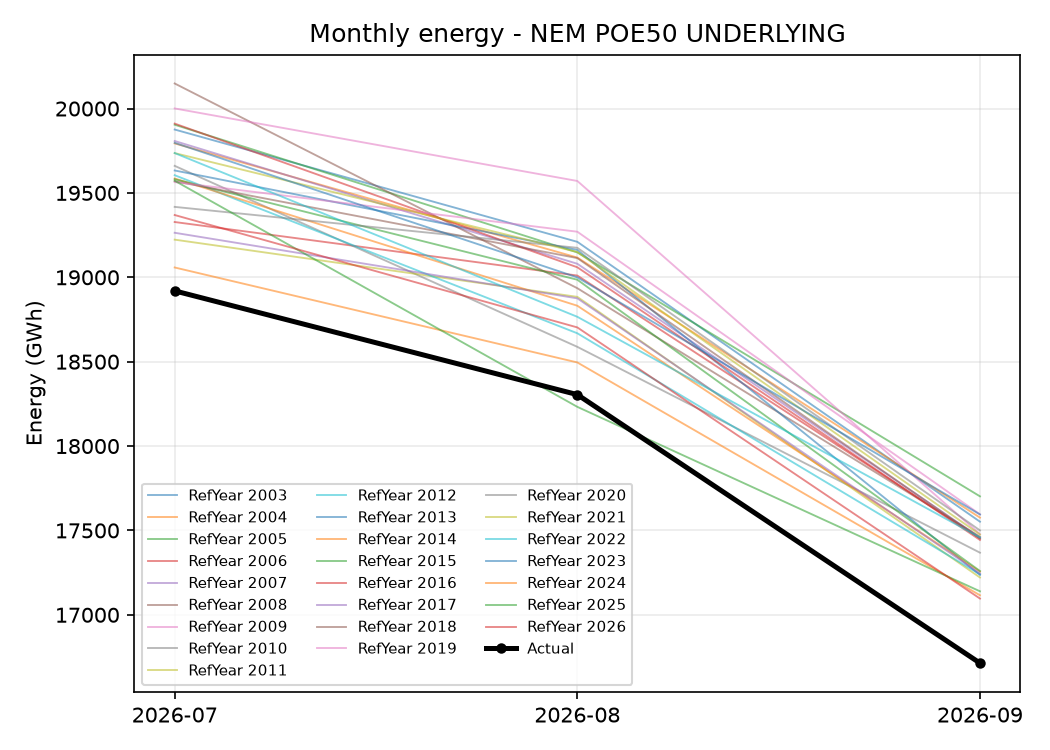 Monthly energy - NEM POE50 UNDERLYING
Energy (GWh)
20000
19500
19000
18500
18000
17500
17000
RefYear 2003
RefYear 2004
RefYear 2005
RefYear 2006
RefYear 2007
RefYear 2008
RefYear 2009
RefYear 2010
RefYear 2011
RefYear 2012
RefYear 2013
RefYear 2014
RefYear 2015
RefYear 2016
RefYear 2017
RefYear 2018
RefYear 2019
RefYear 2020
RefYear 2021
RefYear 2022
RefYear 2023
RefYear 2024
RefYear 2025
RefYear 2026
Actual
2026-07
2026-08
2026-09